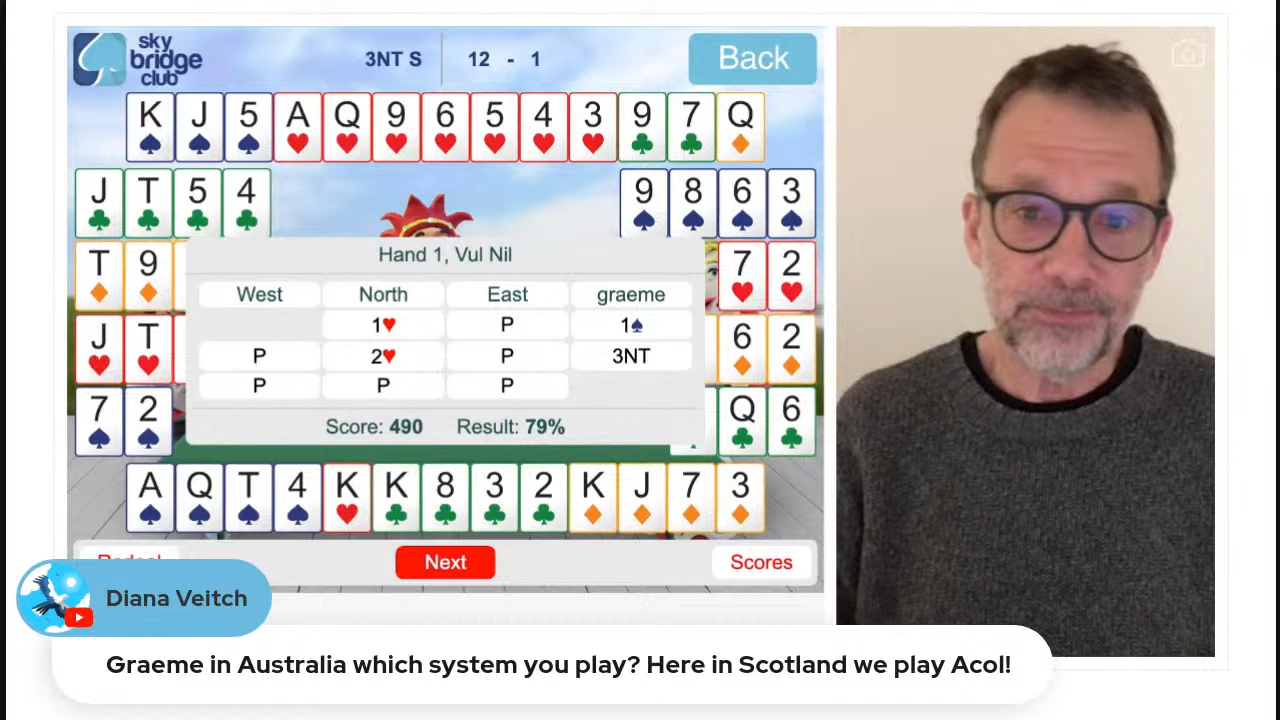 sky
bridge
club
3NT S
12 - 1
Back
K J 5 A Q 9 6 5 4 3 9 7 Q
J T 5 4
9 8 6 3
T 9
7 2
J T
6 2
7 2
Q 6
Hand 1, Vul Nil
West North East graeme
1♥ P 1♠
P 2♥ P 3NT
P P P
Score: 490 Result: 79%
A Q T 4 K K 8 3 2 K J 7 3
Next
Scores
Diana Veitch
Graeme in Australia which system you play? Here in Scotland we play Acol!